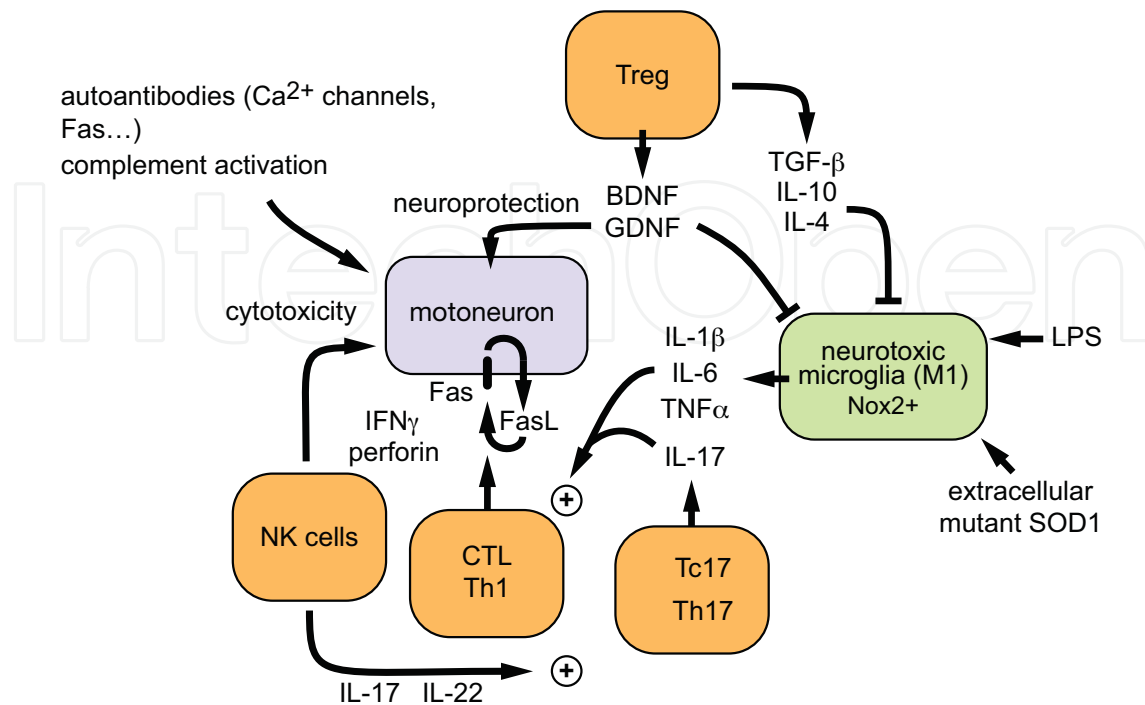 Treg
autoantibodies (Ca2+ channels,
Fas…)
complement activation
TGF-β
IL-10
IL-4
BDNF
GDNF
neuroprotection
IntechOpen
motoneuron
cytotoxicity
Fas
FasL
IFNγ
perforin
IL-1β
IL-6
TNFα
IL-17
neurotoxic
microglia (M1)
Nox2+
LPS
extracellular
mutant SOD1
NK cells
CTL
Th1
+
Tc17
Th17
+
IL-17 IL-22